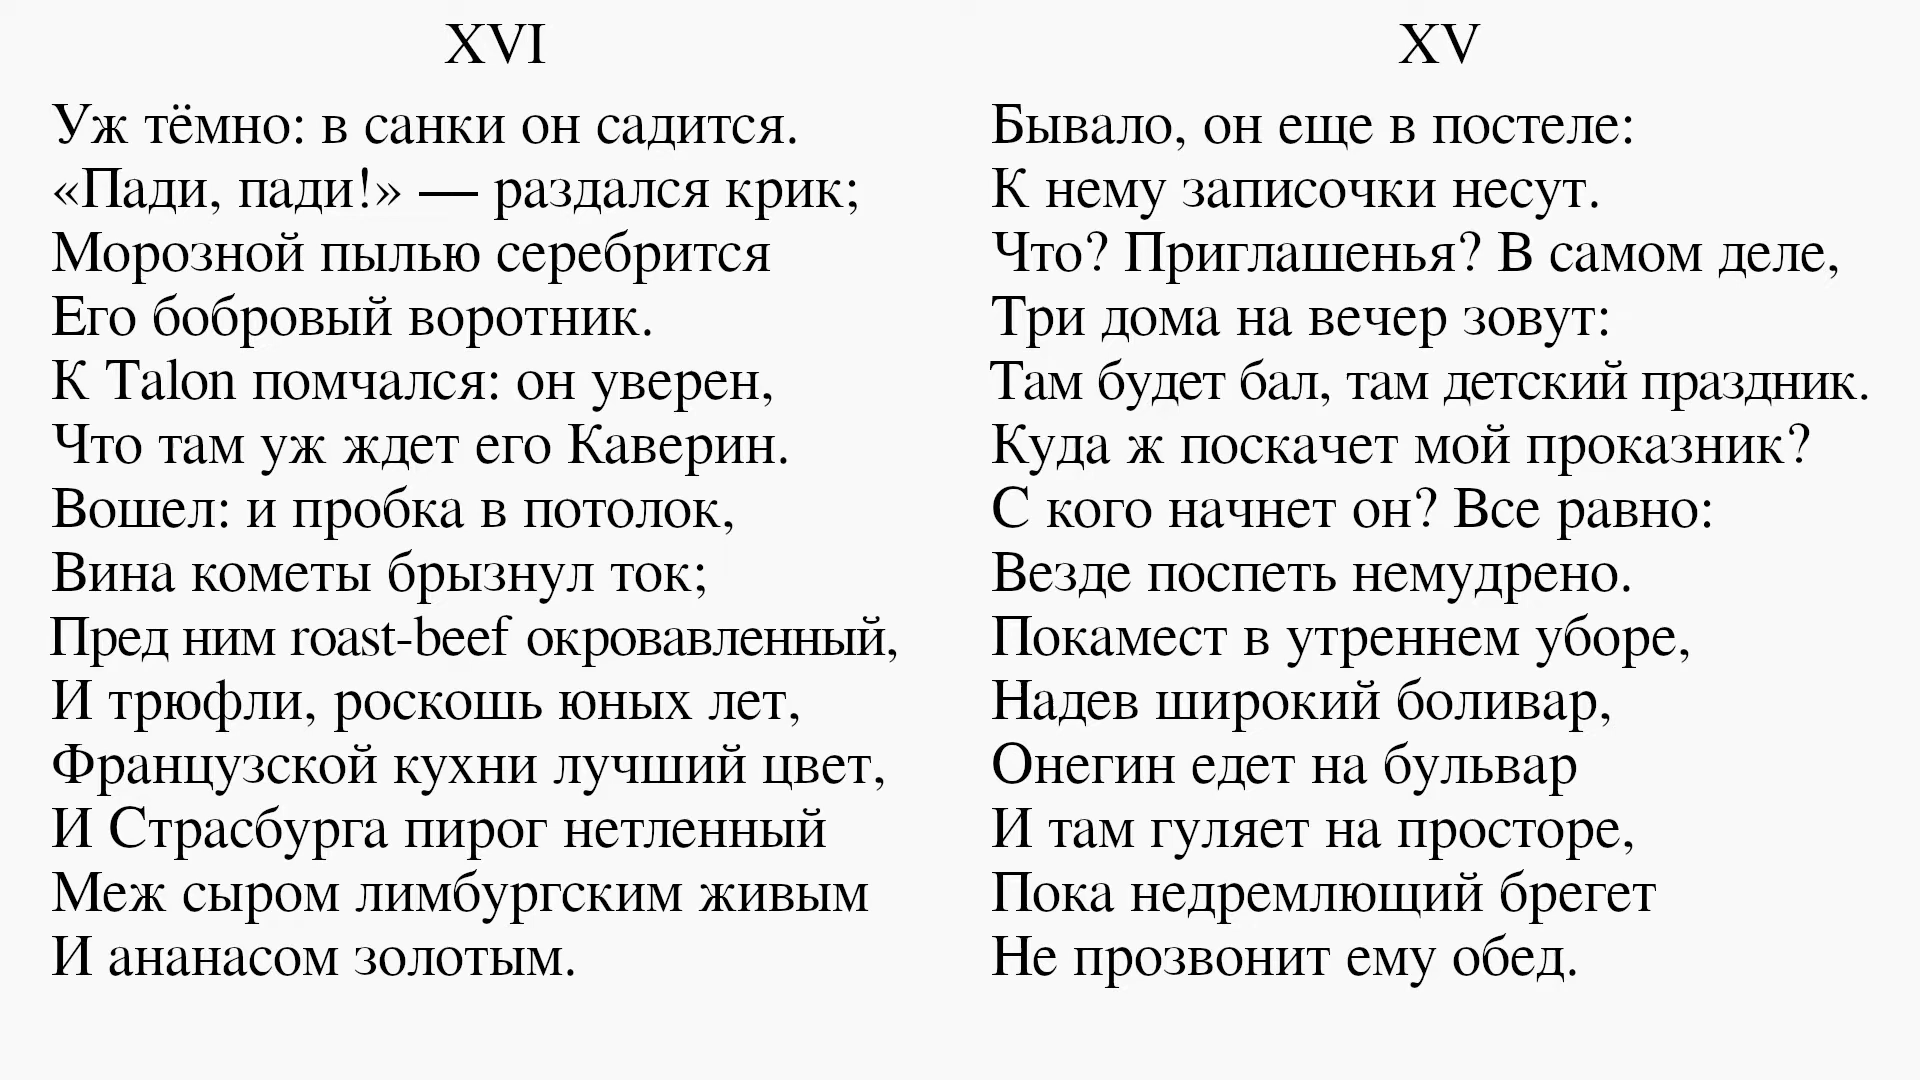 XVI
Уж тёмно: в санки он садится.
«Пади, пади!» — раздался крик;
Морозной пылью серебрится
Его бобровый воротник.
К Talon помчался: он уверен,
Что там уж ждет его Каверин.
Вошел: и пробка в потолок,
Вина кометы брызнул ток;
Пред ним roast-beef окровавленный,
И трюфли, роскошь юных лет,
Французской кухни лучший цвет,
И Страсбурга пирог нетленный
Меж сыром лимбургским живым
И ананасом золотым.
XV
Бывало, он еще в постеле:
К нему записочки несут.
Что? Приглашенья? В самом деле,
Три дома на вечер зовут:
Там будет бал, там детский праздник.
Куда ж поскачет мой проказник?
С кого начнет он? Все равно:
Везде поспеть немудрено.
Покамест в утреннем уборе,
Надев широкий боливар,
Онегин едет на бульвар
И там гуляет на просторе,
Пока недремлющий брегет
Не прозвонит ему обед.